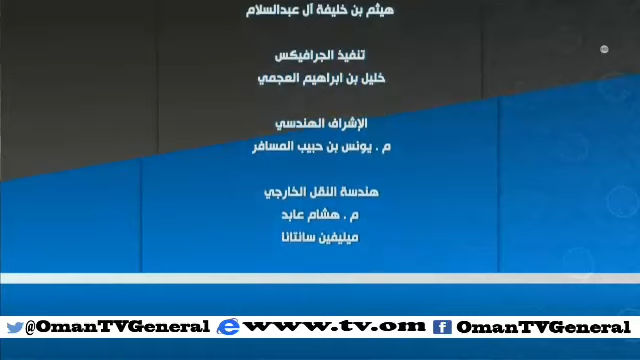 هيثم بن خليفة آل عبدالسلام
تنفيذ الجرافيكس
خليل بن ابراهيم العجمي
الإشراف الهندسي
م . يونس بن حبيب المسافر
هندسة النقل الخارجي
م . هشام عابد
ميليفين سانتانا
@OmanTVGeneral www.tv.om OmanTVGeneral